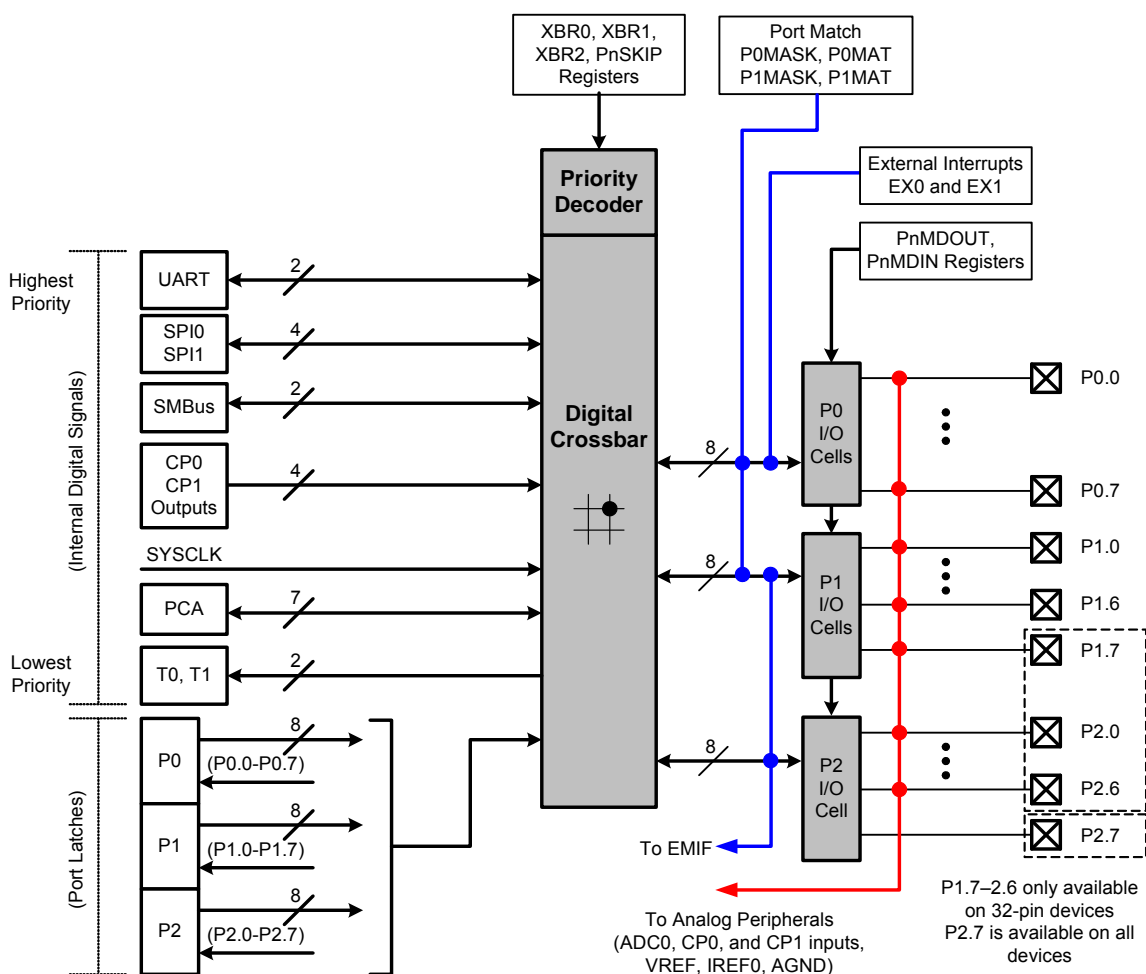 XBR0, XBR1,
XBR2, PnSKIP
Registers
Port Match
P0MASK, P0MAT
P1MASK, P1MAT
External Interrupts
EX0 and EX1
Priority
Decoder
PnMDOUT,
PnMDIN Registers
Highest
Priority
UART
2
SPI0
SPI1
4
SMBus
2
Digital
Crossbar
CP0
CP1
Outputs
4
SYSCLK
PCA
7
Lowest
Priority
T0, T1
2
(Internal Digital Signals)
8
P0
I/O
Cells
P0.0
P0.7
8
P1
I/O
Cells
P1.0
P1.6
P1.7
8
P2
I/O
Cell
P2.0
P2.6
P2.7
(Port Latches)
P0
8
(P0.0-P0.7)
P1
8
(P1.0-P1.7)
P2
8
(P2.0-P2.7)
To EMIF
To Analog Peripherals
(ADC0, CP0, and CP1 inputs,
VREF, IREF0, AGND)
P1.7–2.6 only available
on 32-pin devices
P2.7 is available on all
devices